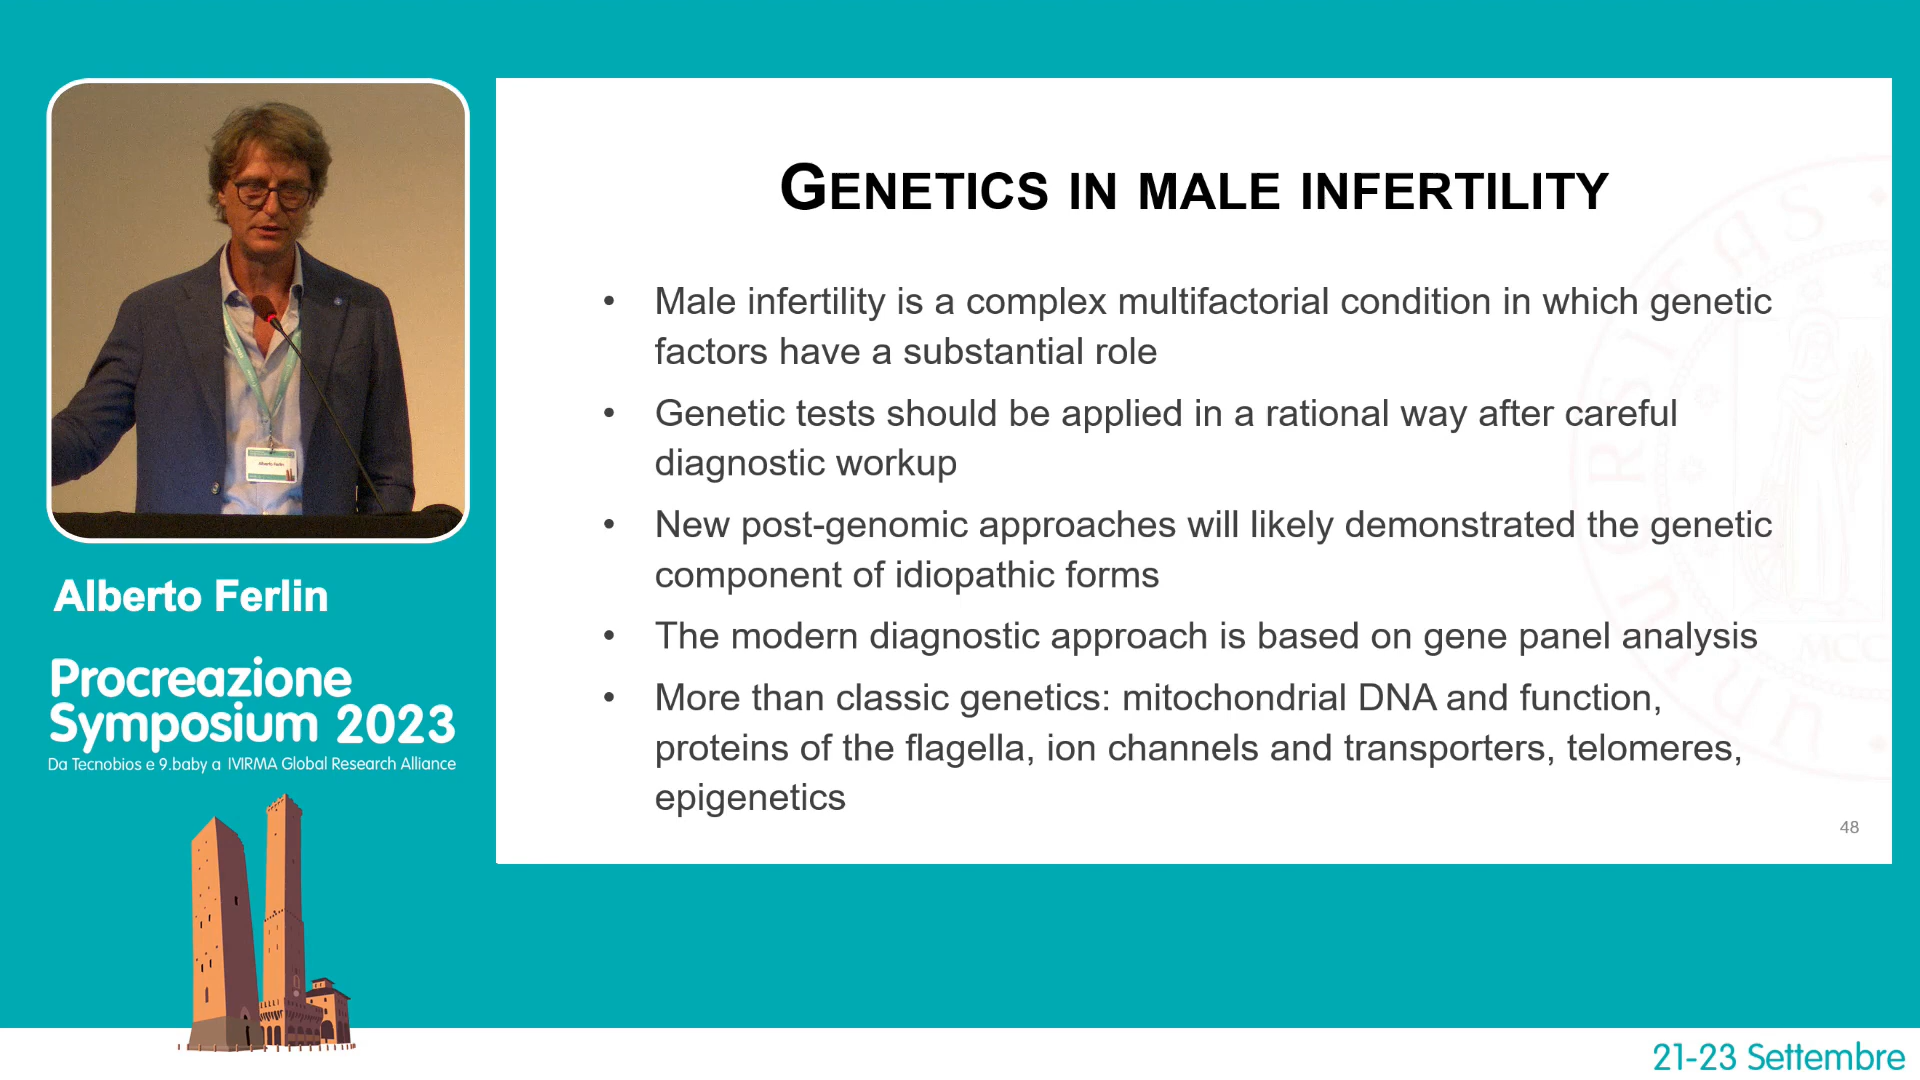 GENETICS IN MALE INFERTILITY
• Male infertility is a complex multifactorial condition in which genetic
factors have a substantial role
• Genetic tests should be applied in a rational way after careful
diagnostic workup
• New post-genomic approaches will likely demonstrated the genetic
component of idiopathic forms
• The modern diagnostic approach is based on gene panel analysis
• More than classic genetics: mitochondrial DNA and function,
proteins of the flagella, ion channels and transporters, telomeres,
epigenetics
48
Alberto Ferlin
Alberto Ferlin
Procreazione
Symposium 2023
Da Tecnobios e 9.baby a IVIRMA Global Research Alliance
21-23 Settembre